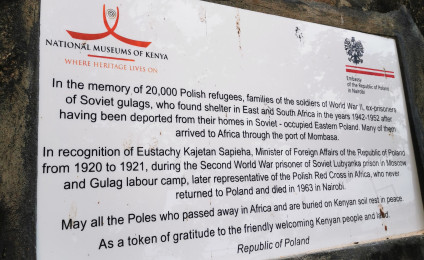 NATIONAL MUSEUMS OF KENYA
WHERE HERITAGE LIVES ON
Embassy
of the Republic of Poland
in Nairobi
In the memory of 20,000 Polish refugees, families of the soldiers of World War II, ex-prisoners
of Soviet gulags, who found shelter in East and South Africa in the years 1942-1952 after
having been deported from their homes in Soviet - occupied Eastern Poland. Many of them
arrived to Africa through the port of Mombasa.
In recognition of Eustachy Kajetan Sapieha, Minister of Foreign Affairs of the Republic of Poland
from 1920 to 1921, during the Second World War prisoner of Soviet Lubyanka prison in Moscow
and Gulag labour camp, later representative of the Polish Red Cross in Africa, who never
returned to Poland and died in 1963 in Nairobi.
May all the Poles who passed away in Africa and are buried on Kenyan soil rest in peace.
As a token of gratitude to the friendly welcoming Kenyan people and land.
Republic of Poland